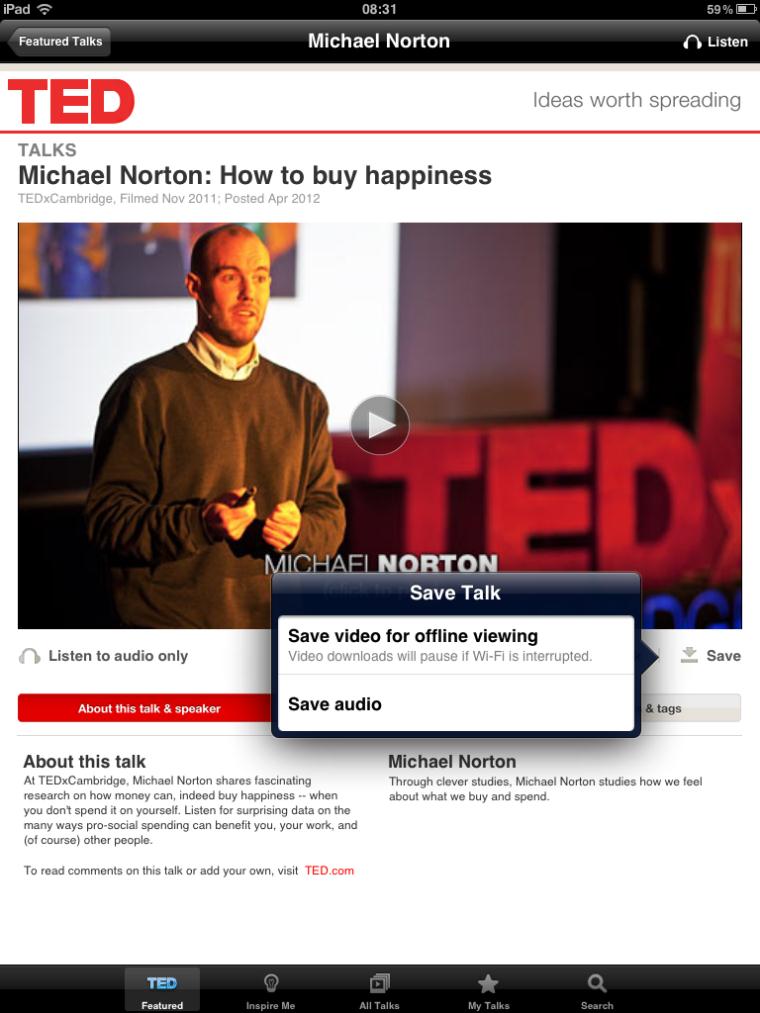 iPad 08:31 59%
Featured Talks Michael Norton Listen
TED Ideas worth spreading
TALKS
Michael Norton: How to buy happiness
TEDxCambridge, Filmed Nov 2011; Posted Apr 2012
TED
MICHAEL NORTON
Save Talk
Save video for offline viewing
Video downloads will pause if Wi-Fi is interrupted.
Save audio
Listen to audio only Save
About this talk & speaker & tags
About this talk
At TEDxCambridge, Michael Norton shares fascinating
research on how money can, indeed buy happiness -- when
you don't spend it on yourself. Listen for surprising data on the
many ways pro-social spending can benefit you, your work, and
(of course) other people.
To read comments on this talk or add your own, visit TED.com
Michael Norton
Through clever studies, Michael Norton studies how we feel
about what we buy and spend.
TED
Featured Inspire Me All Talks My Talks Search